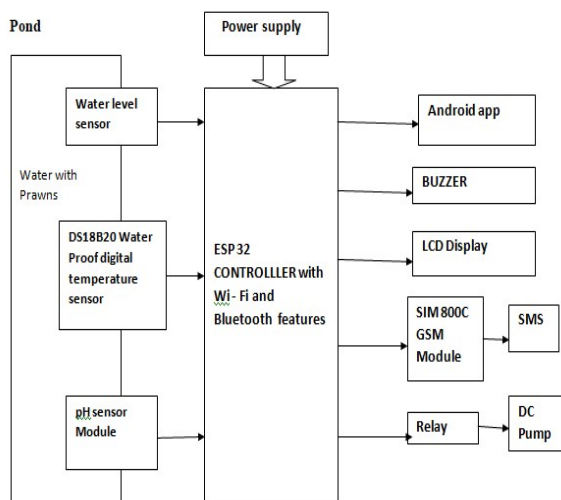 Pond
Power supply
Water level
sensor
Water with
Prawns
DS18B20 Water
Proof digital
temperature
sensor
pH sensor
Module
ESP 32
CONTROLLLER with
Wi- Fi and
Bluetooth features
Android app
BUZZER
LCD Display
SIM 800C
GSM
Module
SMS
Relay
DC
Pump